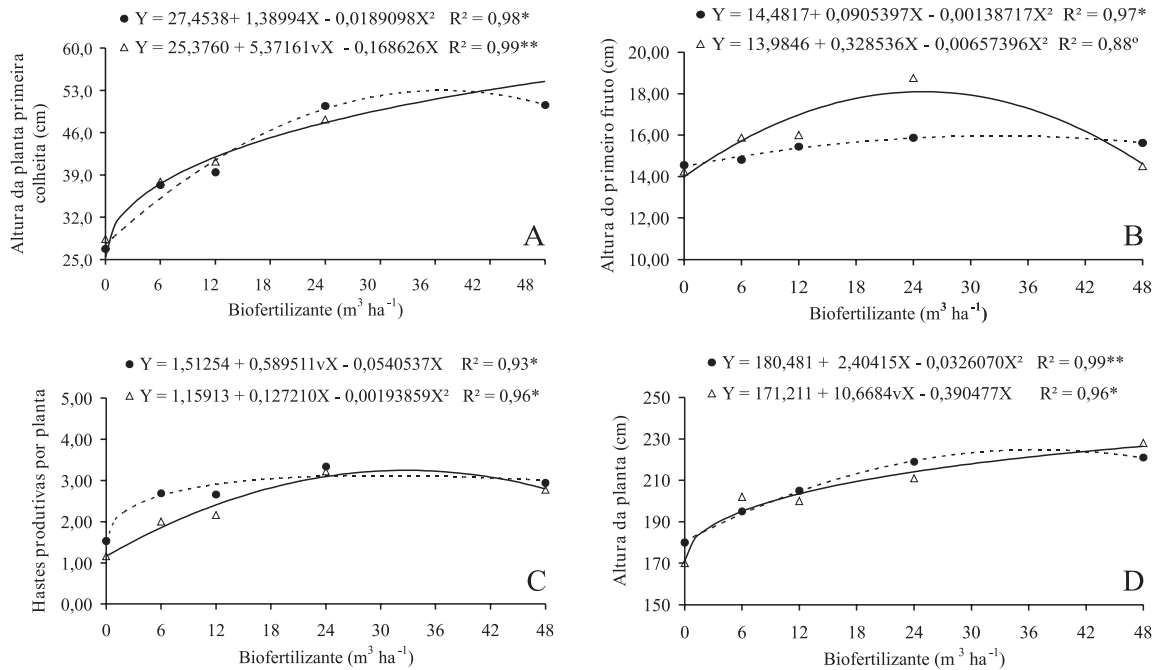 ● Y = 27,4538+ 1,38994X - 0,0189098X² R² = 0,98*
△ Y = 25,3760 + 5,37161vX - 0,168626X R² = 0,99**
Altura da planta primeira
colheita (cm)
60,0
53,0
46,0
39,0
32,0
25,0
A
0 6 12 18 24 30 36 42 48
Biofertilizante (m³ ha⁻¹)
● Y = 14,4817+ 0,0905397X - 0,00138717X² R² = 0,97*
△ Y = 13,9846 + 0,328536X - 0,00657396X² R² = 0,88º
Altura do primeiro fruto (cm)
20,00
18,00
16,00
14,00
12,00
10,00
B
0 6 12 18 24 30 36 42 48
Biofertilizante (m³ ha⁻¹)
● Y = 1,51254 + 0,589511vX - 0,0540537X R² = 0,93*
△ Y = 1,15913 + 0,127210X - 0,00193859X² R² = 0,96*
Hastes produtivas por planta
5,00
4,00
3,00
2,00
1,00
0,00
C
0 6 12 18 24 30 36 42 48
Biofertilizante (m³ ha⁻¹)
● Y = 180,481 + 2,40415X - 0,0326070X² R² = 0,99**
△ Y = 171,211 + 10,6684vX - 0,390477X R² = 0,96*
Altura da planta (cm)
250
230
210
190
170
150
D
0 6 12 18 24 30 36 42 48
Biofertilizante (m³ ha⁻¹)